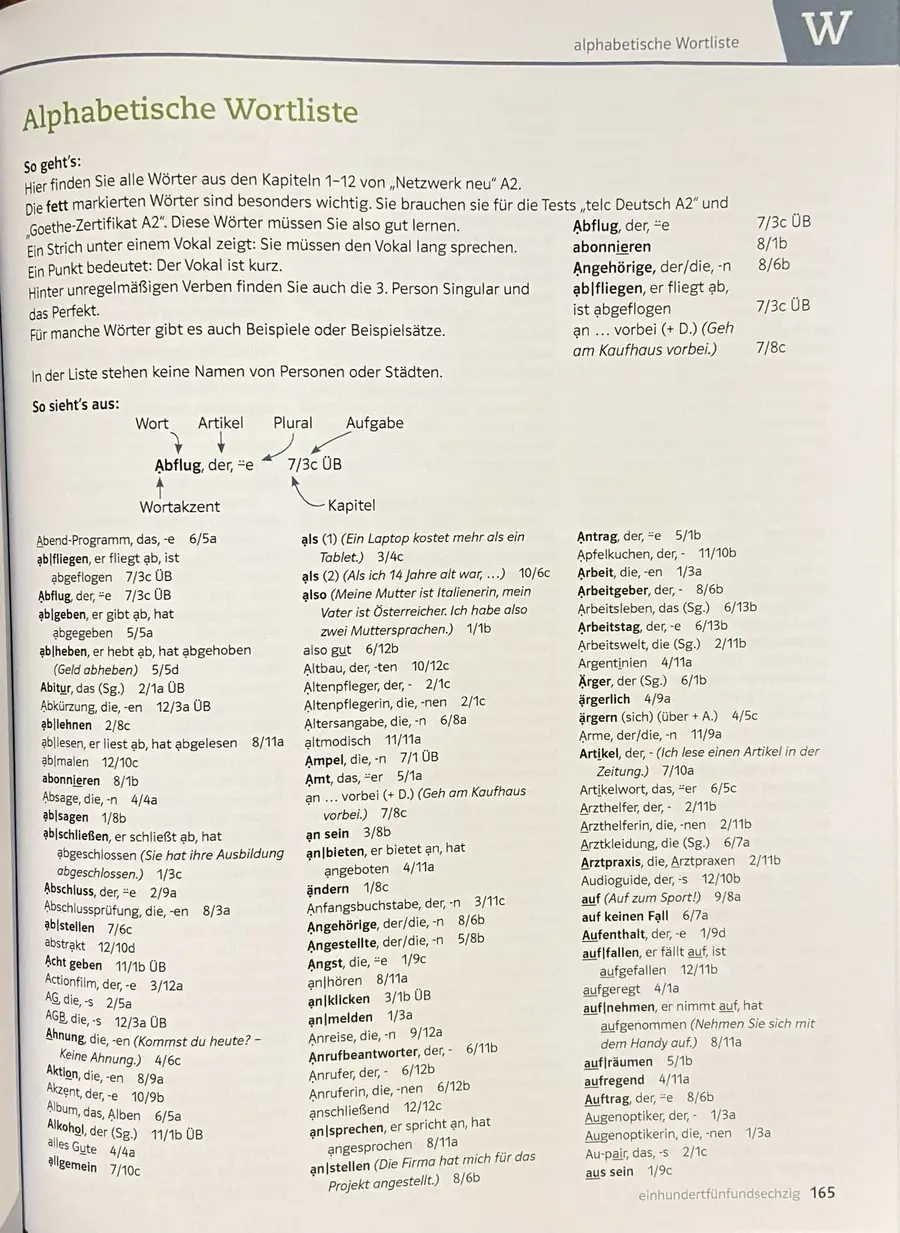 alphabetische Wortliste
W
Alphabetische Wortliste
So geht's:
Hier finden Sie alle Wörter aus den Kapiteln 1–12 von „Netzwerk neu“ A2.
Die fett markierten Wörter sind besonders wichtig. Sie brauchen sie für die Tests „telc Deutsch A2“ und
„Goethe-Zertifikat A2“. Diese Wörter müssen Sie also gut lernen.
Ein Strich unter einem Vokal zeigt: Sie müssen den Vokal lang sprechen.
Ein Punkt bedeutet: Der Vokal ist kurz.
Hinter unregelmäßigen Verben finden Sie auch die 3. Person Singular und
das Perfekt.
Für manche Wörter gibt es auch Beispiele oder Beispielsätze.
In der Liste stehen keine Namen von Personen oder Städten.
Abflug, der, ⸚e 7/3c ÜB
abonnieren 8/1b
Angehörige, der/die, -n 8/6b
ab|fliegen, er fliegt ab,
ist abgeflogen 7/3c ÜB
an … vorbei (+ D.) (Geh
am Kaufhaus vorbei.) 7/8c
So sieht's aus:
Wort Artikel Plural Aufgabe
Abflug, der, ⸚e 7/3c ÜB
Wortakzent Kapitel
Abend-Programm, das, -e 6/5a
ab|fliegen, er fliegt ab, ist
abgeflogen 7/3c ÜB
Abflug, der, ⸚e 7/3c ÜB
ab|geben, er gibt ab, hat
abgegeben 5/5a
ab|heben, er hebt ab, hat abgehoben
(Geld abheben) 5/5d
Abitur, das (Sg.) 2/1a ÜB
Abkürzung, die, -en 12/3a ÜB
ab|lehnen 2/8c
ab|lesen, er liest ab, hat abgelesen 8/11a
ab|malen 12/10c
abonnieren 8/1b
Absage, die, -n 4/4a
ab|sagen 1/8b
ab|schließen, er schließt ab, hat
abgeschlossen (Sie hat ihre Ausbildung
abgeschlossen.) 1/3c
Abschluss, der, ⸚e 2/9a
Abschlussprüfung, die, -en 8/3a
ab|stellen 7/6c
abstrakt 12/10d
Acht geben 11/1b ÜB
Actionfilm, der, -e 3/12a
AG, die, -s 2/5a
AGB, die, -s 12/3a ÜB
Ahnung, die, -en (Kommst du heute? –
Keine Ahnung.) 4/6c
Aktion, die, -en 8/9a
Akzent, der, -e 10/9b
Album, das, Alben 6/5a
Alkohol, der (Sg.) 11/1b ÜB
alles Gute 4/4a
allgemein 7/10c
als (1) (Ein Laptop kostet mehr als ein
Tablet.) 3/4c
als (2) (Als ich 14 Jahre alt war, …) 10/6c
also (Meine Mutter ist Italienerin, mein
Vater ist Österreicher. Ich habe also
zwei Muttersprachen.) 1/1b
also gut 6/12b
Altbau, der, -ten 10/12c
Altenpfleger, der, - 2/1c
Altenpflegerin, die, -nen 2/1c
Altersangabe, die, -n 6/8a
altmodisch 11/11a
Ampel, die, -n 7/1 ÜB
Amt, das, ⸚er 5/1a
an … vorbei (+ D.) (Geh am Kaufhaus
vorbei.) 7/8c
an sein 3/8b
an|bieten, er bietet an, hat
angeboten 4/11a
ändern 1/8c
Anfangsbuchstabe, der, -n 3/11c
Angehörige, der/die, -n 8/6b
Angestellte, der/die, -n 5/8b
Angst, die, ⸚e 1/9c
an|hören 8/11a
an|klicken 3/1b ÜB
an|melden 1/3a
Anreise, die, -n 9/12a
Anrufbeantworter, der, - 6/11b
Anrufer, der, - 6/12b
Anruferin, die, -nen 6/12b
anschließend 12/12c
an|sprechen, er spricht an, hat
angesprochen 8/11a
an|stellen (Die Firma hat mich für das
Projekt angestellt.) 8/6b
Antrag, der, ⸚e 5/1b
Apfelkuchen, der, - 11/10b
Arbeit, die, -en 1/3a
Arbeitgeber, der, - 8/6b
Arbeitsleben, das (Sg.) 6/13b
Arbeitstag, der, -e 6/13b
Arbeitswelt, die (Sg.) 2/11b
Argentinien 4/11a
Ärger, der (Sg.) 6/1b
ärgerlich 4/9a
ärgern (sich) (über + A.) 4/5c
Arme, der/die, -n 11/9a
Artikel, der, - (Ich lese einen Artikel in der
Zeitung.) 7/10a
Artikelwort, das, ⸚er 6/5c
Arzthelfer, der, - 2/11b
Arzthelferin, die, -nen 2/11b
Arztkleidung, die (Sg.) 6/7a
Arztpraxis, die, Arztpraxen 2/11b
Audioguide, der, -s 12/10b
auf (Auf zum Sport!) 9/8a
auf keinen Fall 6/7a
Aufenthalt, der, -e 1/9d
auf|fallen, er fällt auf, ist
aufgefallen 12/11b
aufgeregt 4/1a
auf|nehmen, er nimmt auf, hat
aufgenommen (Nehmen Sie sich mit
dem Handy auf.) 8/11a
auf|räumen 5/1b
aufregend 4/11a
Auftrag, der, ⸚e 8/6b
Augenoptiker, der, - 1/3a
Augenoptikerin, die, -nen 1/3a
Au-pair, das, -s 2/1c
aus sein 1/9c
einhundertfünfundsechzig 165